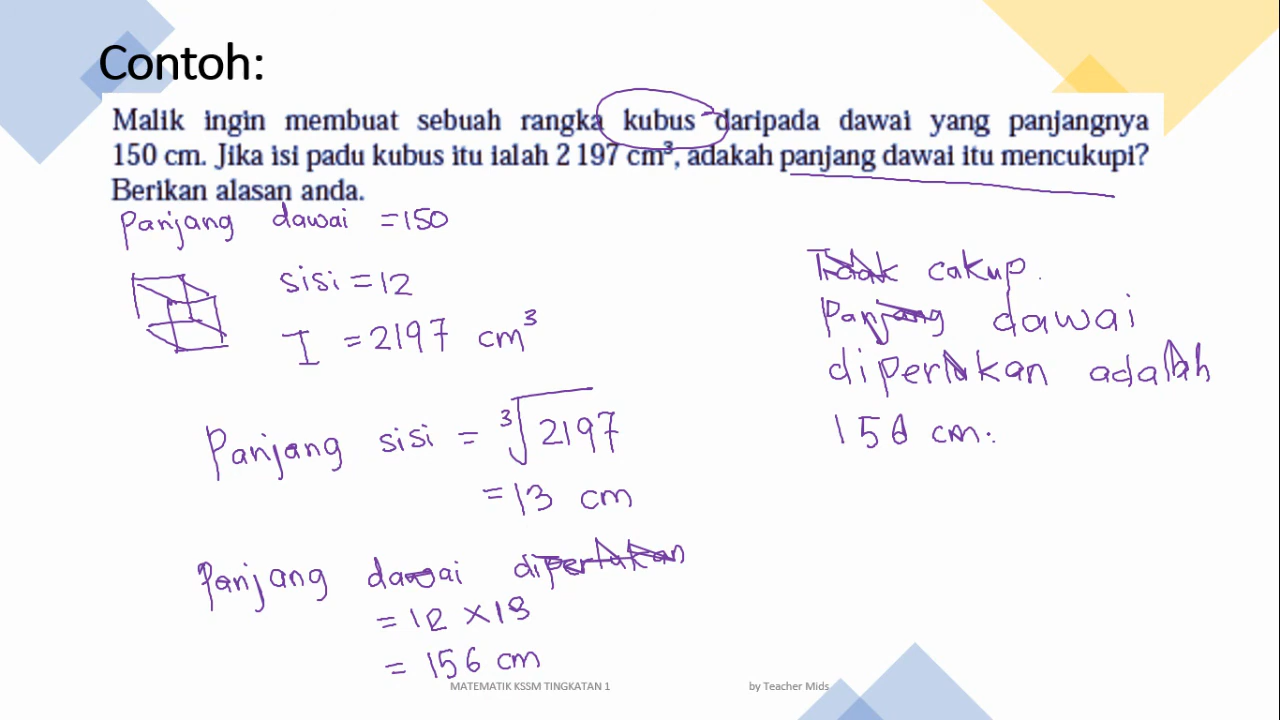 Contoh:
Malik ingin membuat sebuah rangka kubus daripada dawai yang panjangnya
150 cm. Jika isi padu kubus itu ialah 2 197 cm³, adakah panjang dawai itu mencukupi?
Berikan alasan anda.
Panjang dawai = 150
sisi = 12
I = 2197 cm³
Panjang sisi = ∛2197
= 13 cm
Panjang dawai diperlukan
= 12 × 13
= 156 cm
Tidak cakup.
Panjang dawai
diperlukan adalah
156 cm.
MATEMATIK KSSM TINGKATAN 1
by Teacher Mids